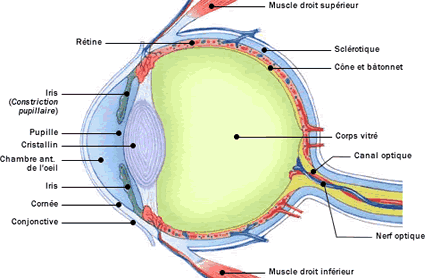 Muscle droit supérieur
Rétine
Sclérotique
Cône et bâtonnet
Iris
(Constriction
pupillaire)
Pupille
Cristallin
Chambre ant.
de l'oeil
Iris
Cornée
Conjonctive
Corps vitré
Canal optique
Nerf optique
Muscle droit inférieur